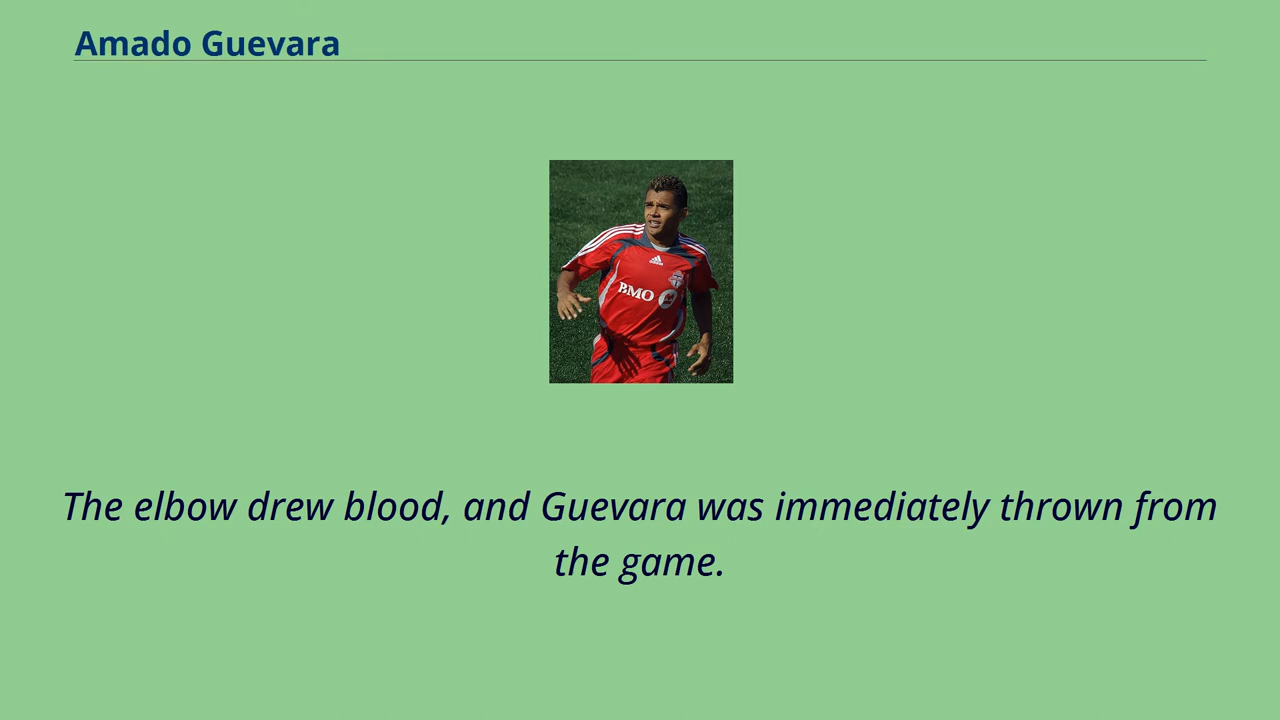 Amado Guevara
BMO
The elbow drew blood, and Guevara was immediately thrown from
the game.